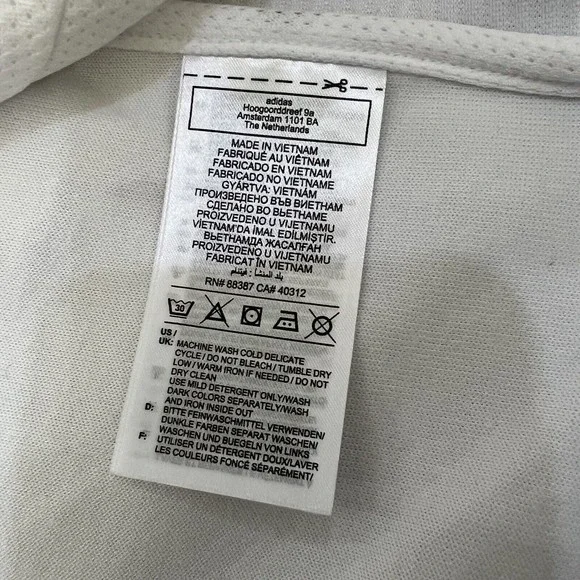 adidas
Hoogoorddreef 9a
Amsterdam 1101 BA
The Netherlands
MADE IN VIETNAM
FABRIQUÉ AU VIÊTNAM
FABRICADO EN VIETNAM
FABRICADO NO VIETNAME
GYÁRTVA: VIETNÁM
ПРОИЗВЕДЕНО ВЪВ ВИЕТНАМ
СДЕЛАНО ВО ВЬЕТНАМЕ
PROIZVEDENO U VIJETNAMU
VİETNAM'DA İMAL EDİLMİŞTİR.
ВЬЕТНАМДА ЖАСАЛҒАН
PROIZVEDENO U VIJETNAMU
FABRICAT ÎN VIETNAM
بلد المنشأ : فيتنام
RN# 88387 CA# 40312
30
US /
UK: MACHINE WASH COLD DELICATE
CYCLE / DO NOT BLEACH / TUMBLE DRY
LOW / WARM IRON IF NEEDED / DO NOT
DRY CLEAN
USE MILD DETERGENT ONLY/WASH
DARK COLORS SEPARATELY/WASH
AND IRON INSIDE OUT
D: BITTE FEINWASCHMITTEL VERWENDEN/
DUNKLE FARBEN SEPARAT WASCHEN/
WASCHEN UND BUEGELN VON LINKS
F: UTILISER UN DÉTERGENT DOUX/LAVER
LES COULEURS FONCÉ SÉPARÉMENT/